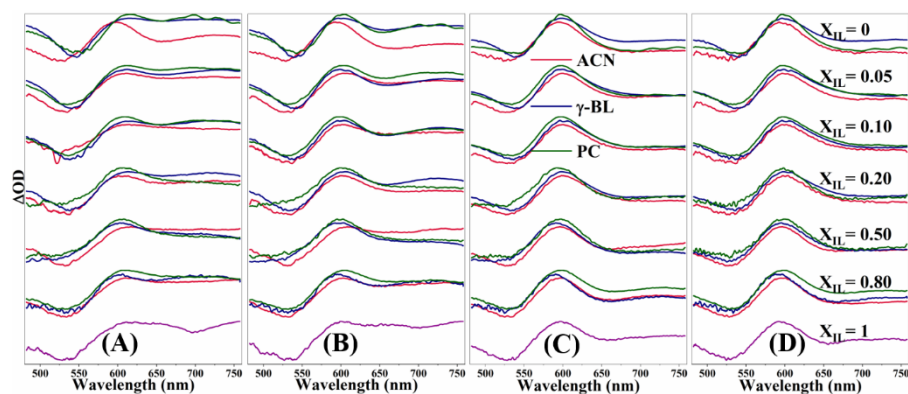 X_IL = 0
ACN
X_IL = 0.05
γ-BL
X_IL = 0.10
PC
ΔOD
X_IL = 0.20
X_IL = 0.50
X_IL = 0.80
X_IL = 1
(A) (B) (C) (D)
500 550 600 650 700 750 500 550 600 650 700 750 500 550 600 650 700 750 500 550 600 650 700 750
Wavelength (nm) Wavelength (nm) Wavelength (nm) Wavelength (nm)